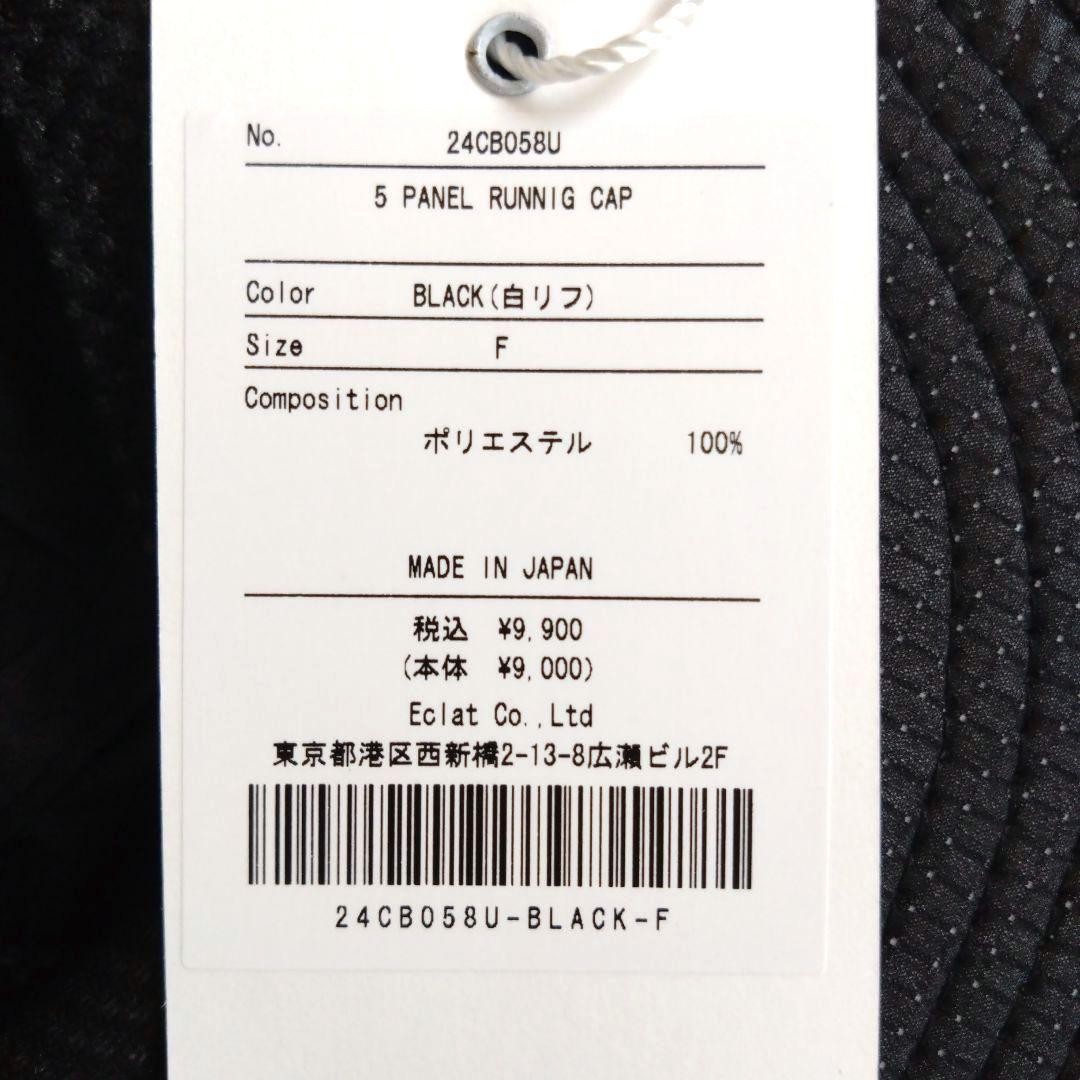 No. 24CB058U
5 PANEL RUNNIG CAP
Color BLACK(白リフ)
Size F
Composition
ポリエステル 100%
MADE IN JAPAN
税込 ¥9,900
(本体 ¥9,000)
Eclat Co.,Ltd
東京都港区西新橋2-13-8広瀬ビル2F
24CB058U-BLACK-F